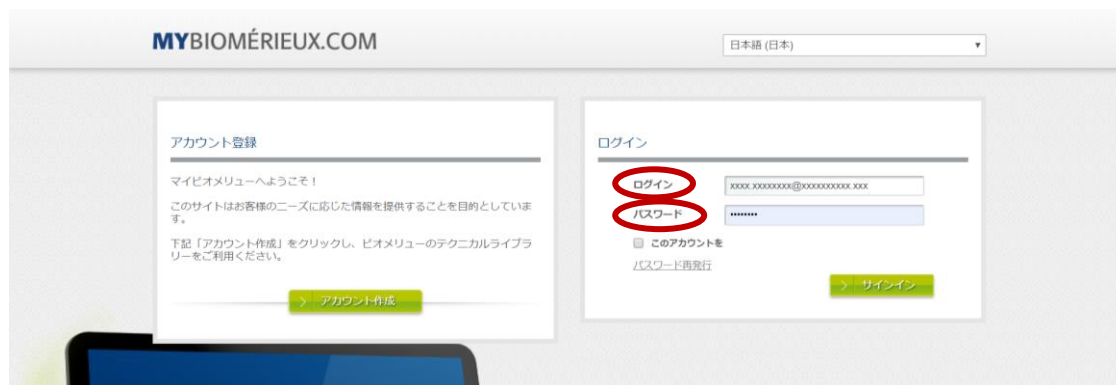 MYBIOMÉRIEUX.COM
日本語 (日本)
アカウント登録
マイビオメリューへようこそ！
このサイトはお客様のニーズに応じた情報を提供することを目的としていま
す。
下記「アカウント作成」をクリックし、ビオメリューのテクニカルライブラ
リーをご利用ください。
> アカウント作成
ログイン
ログイン xxxx.xxxxxxxx@xxxxxxxxxx.xxx
パスワード ••••••••
このアカウントを
パスワード再発行
> サインイン